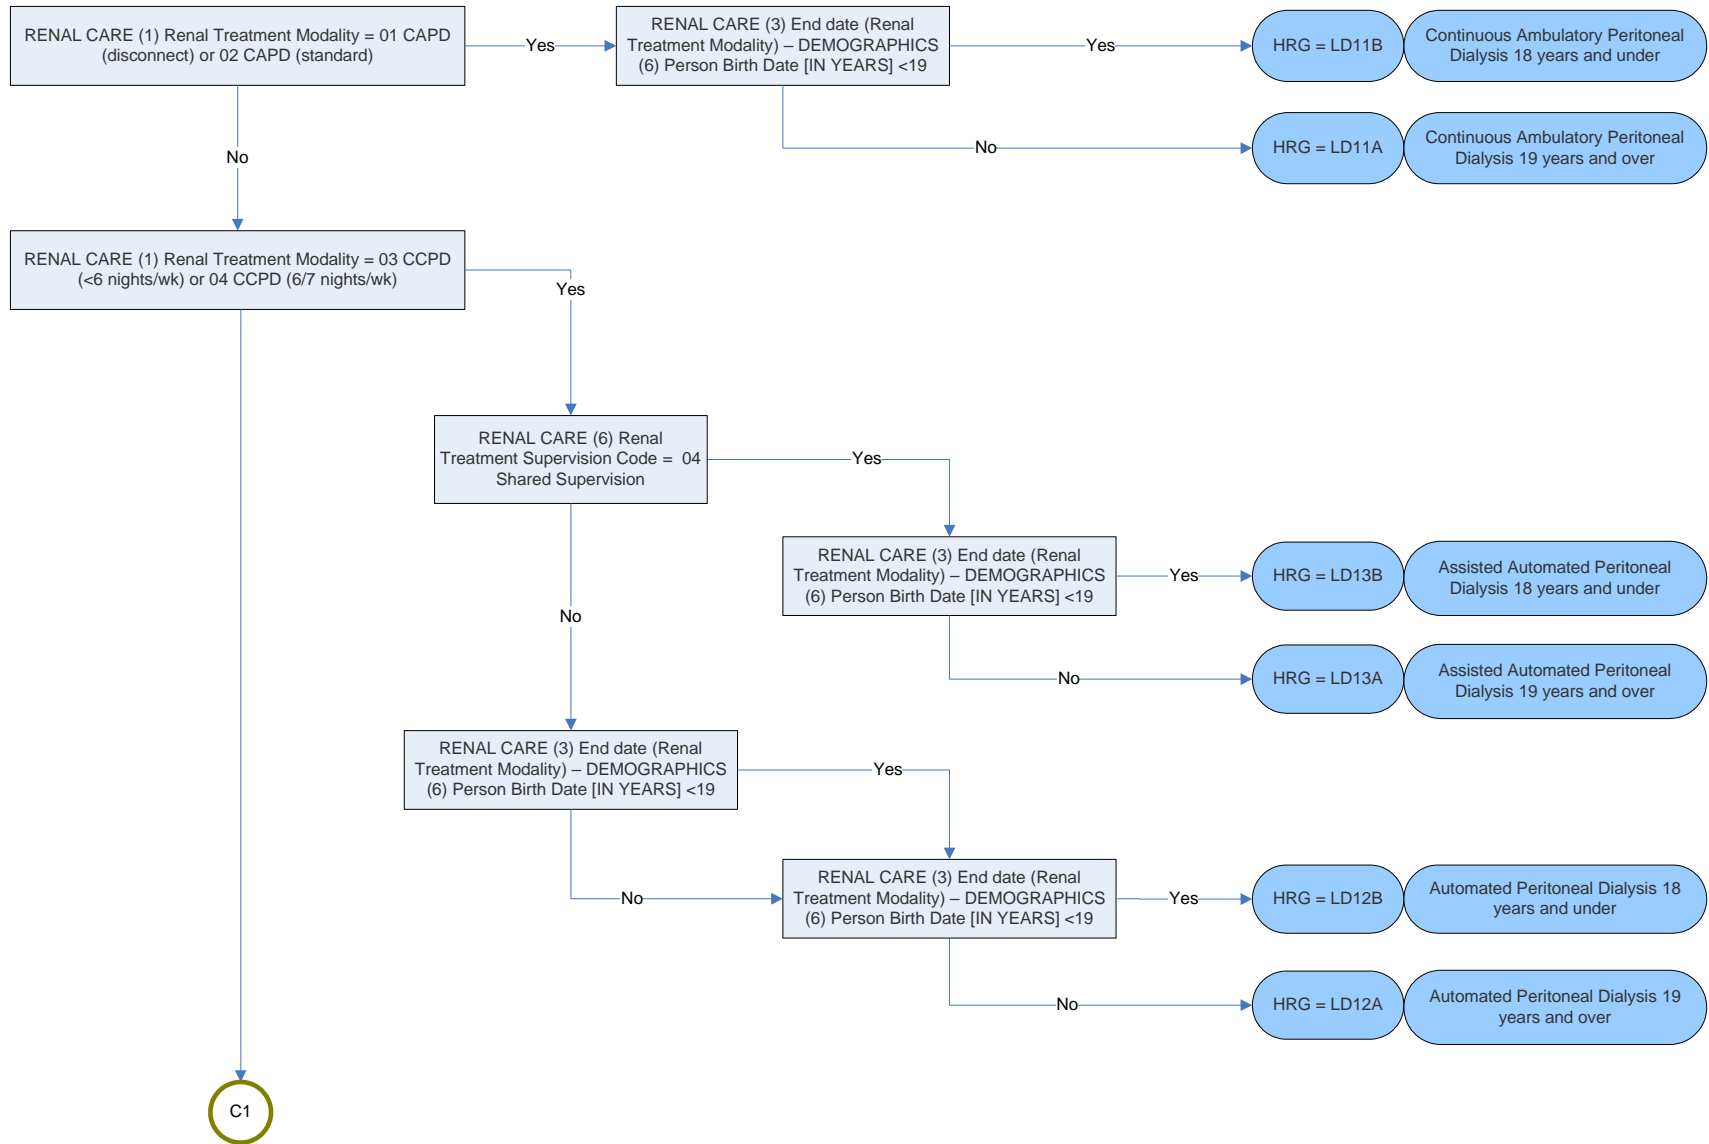 RENAL CARE (1) Renal Treatment Modality = 01 CAPD
(disconnect) or 02 CAPD (standard)
Yes
RENAL CARE (3) End date (Renal
Treatment Modality) – DEMOGRAPHICS
(6) Person Birth Date [IN YEARS] <19
Yes
HRG = LD11B
Continuous Ambulatory Peritoneal
Dialysis 18 years and under
No
HRG = LD11A
Continuous Ambulatory Peritoneal
Dialysis 19 years and over
No
RENAL CARE (1) Renal Treatment Modality = 03 CCPD
(<6 nights/wk) or 04 CCPD (6/7 nights/wk)
Yes
RENAL CARE (6) Renal
Treatment Supervision Code = 04
Shared Supervision
Yes
RENAL CARE (3) End date (Renal
Treatment Modality) – DEMOGRAPHICS
(6) Person Birth Date [IN YEARS] <19
Yes
HRG = LD13B
Assisted Automated Peritoneal
Dialysis 18 years and under
No
No
HRG = LD13A
Assisted Automated Peritoneal
Dialysis 19 years and over
RENAL CARE (3) End date (Renal
Treatment Modality) – DEMOGRAPHICS
(6) Person Birth Date [IN YEARS] <19
Yes
No
RENAL CARE (3) End date (Renal
Treatment Modality) – DEMOGRAPHICS
(6) Person Birth Date [IN YEARS] <19
Yes
HRG = LD12B
Automated Peritoneal Dialysis 18
years and under
No
HRG = LD12A
Automated Peritoneal Dialysis 19
years and over
C1